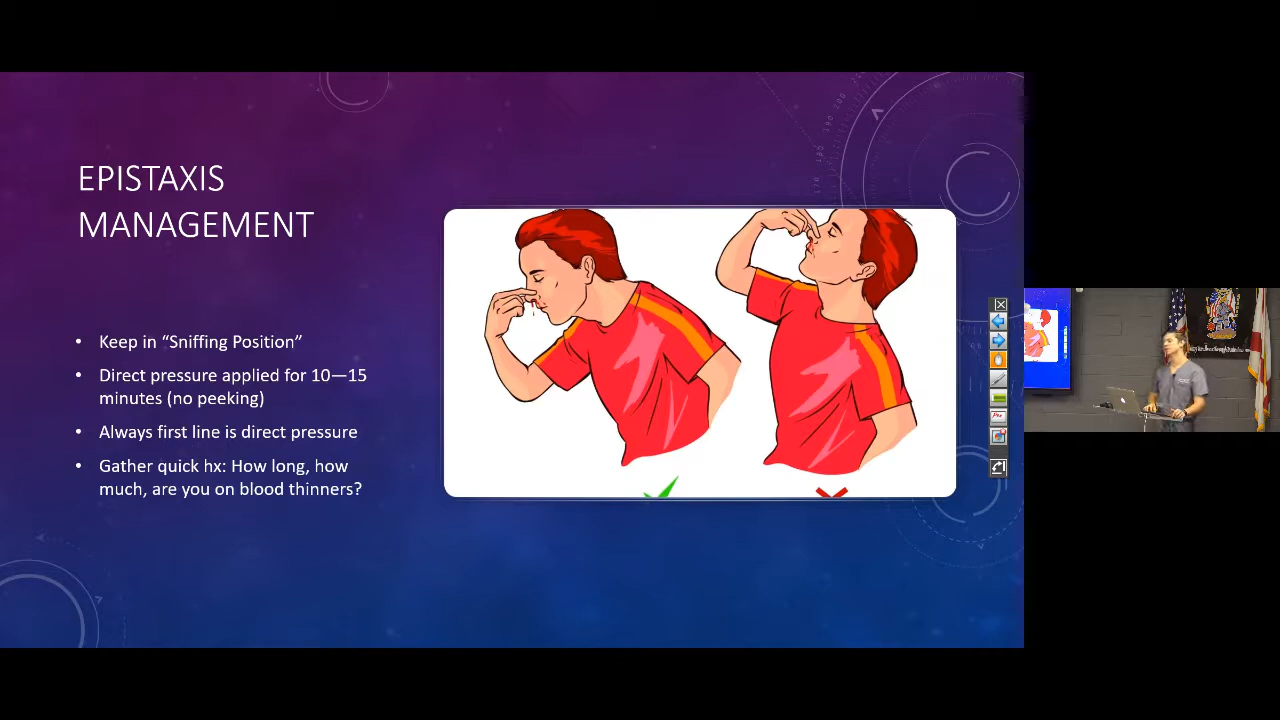 EPISTAXIS
MANAGEMENT
• Keep in “Sniffing Position”
• Direct pressure applied for 10—15
minutes (no peeking)
• Always first line is direct pressure
• Gather quick hx: How long, how
much, are you on blood thinners?